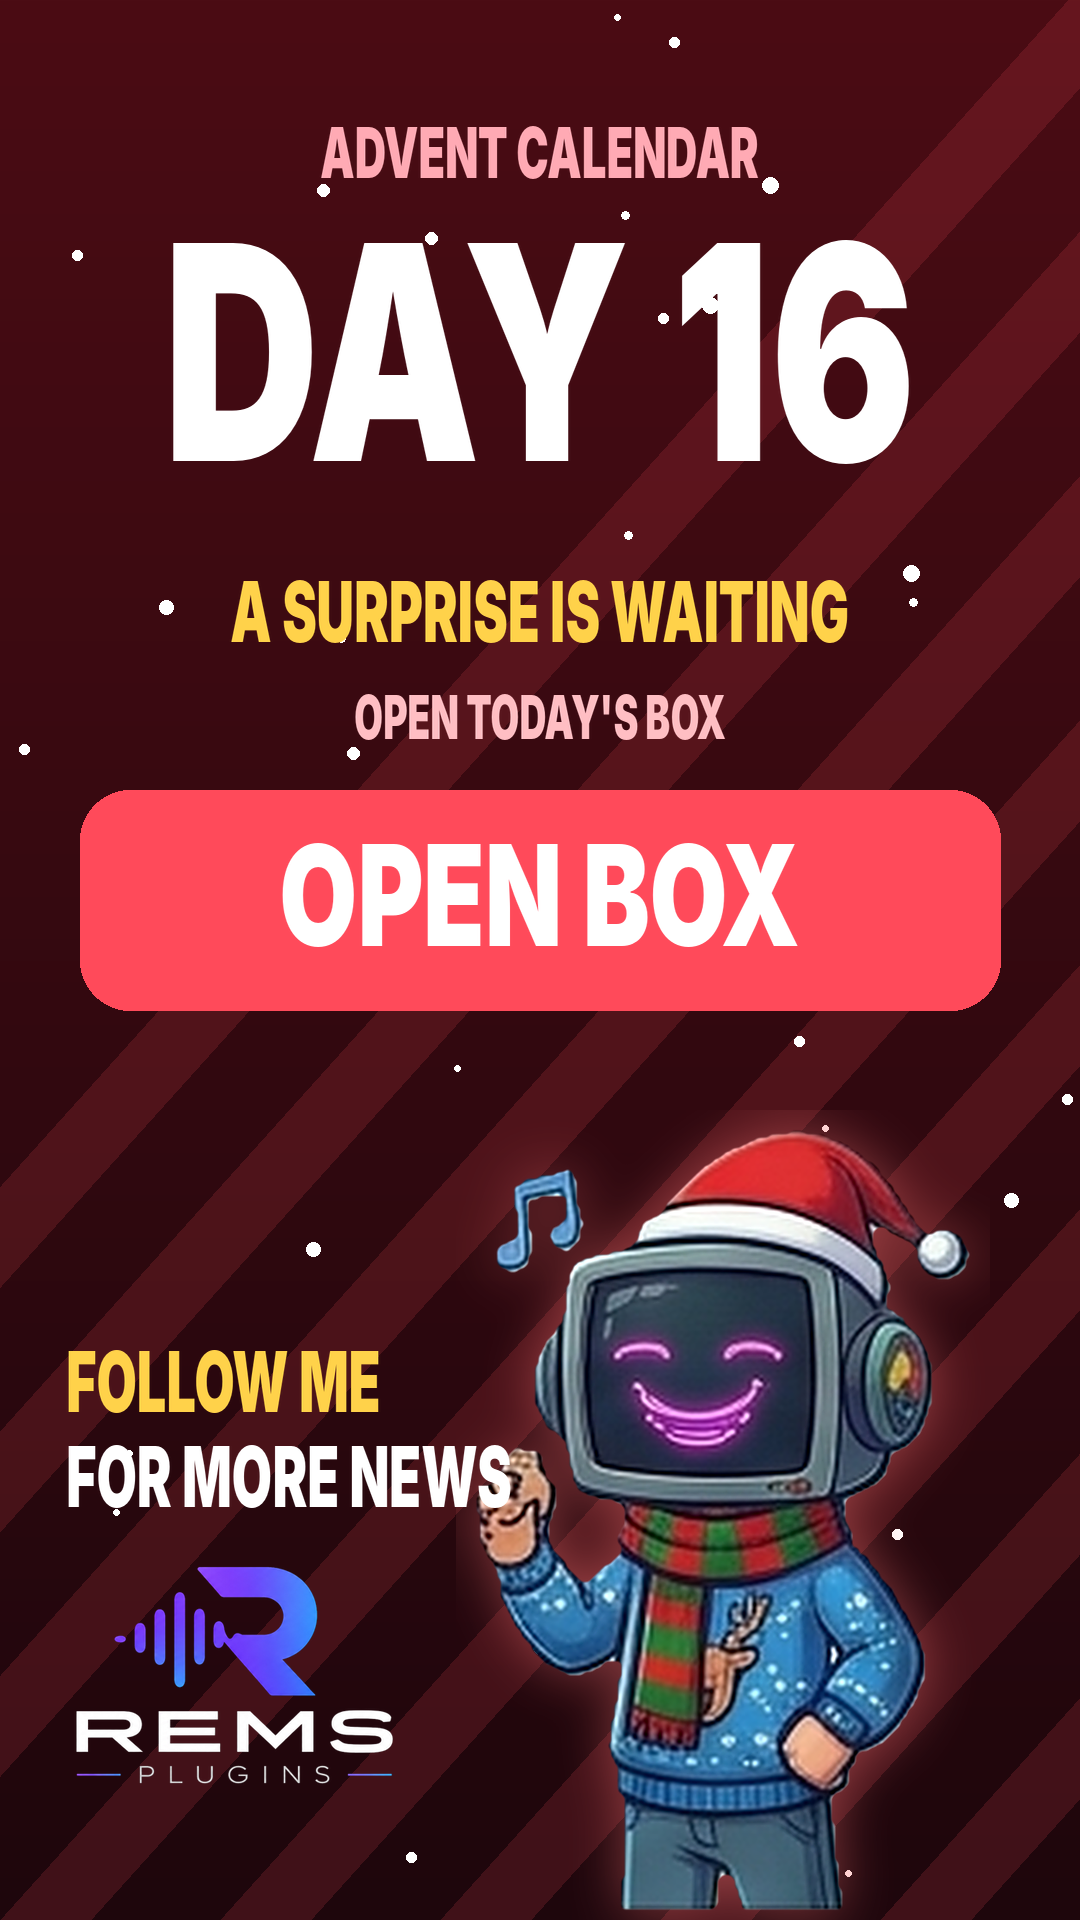 ADVENT CALENDAR
DAY 16
A SURPRISE IS WAITING
OPEN TODAY'S BOX
OPEN BOX
FOLLOW ME
FOR MORE NEWS
REMS
PLUGINS